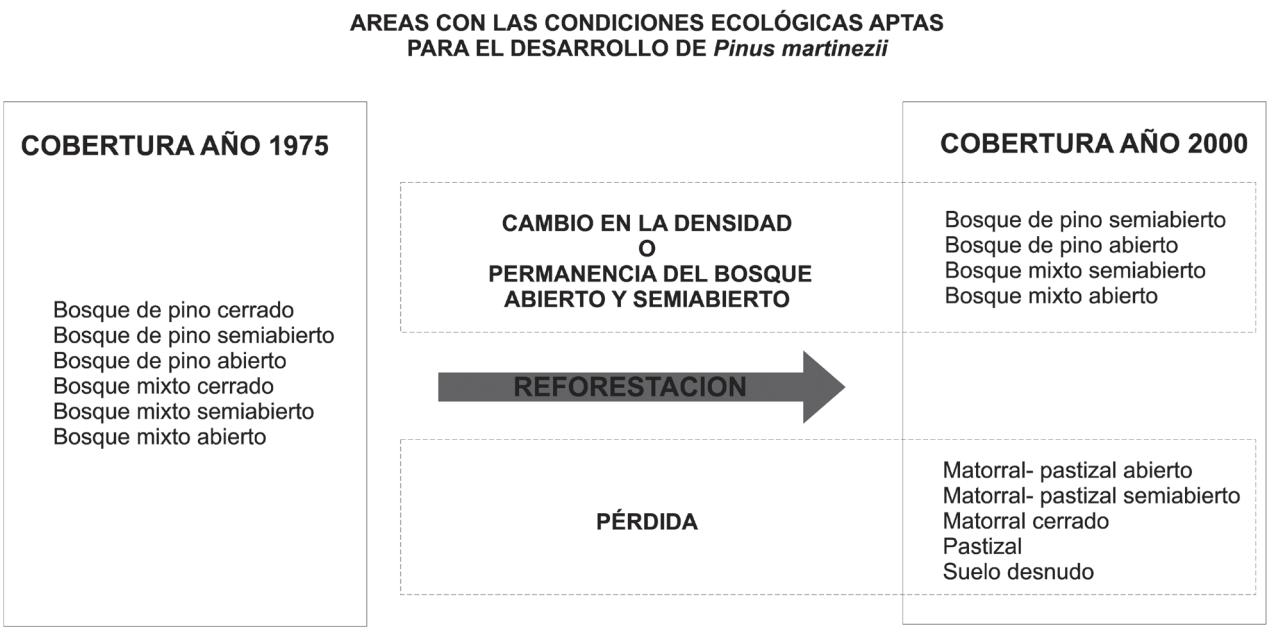 AREAS CON LAS CONDICIONES ECOLÓGICAS APTAS
PARA EL DESARROLLO DE Pinus martinezii
COBERTURA AÑO 1975
Bosque de pino cerrado
Bosque de pino semiabierto
Bosque de pino abierto
Bosque mixto cerrado
Bosque mixto semiabierto
Bosque mixto abierto
CAMBIO EN LA DENSIDAD
O
PERMANENCIA DEL BOSQUE
ABIERTO Y SEMIABIERTO
REFORESTACION
PÉRDIDA
COBERTURA AÑO 2000
Bosque de pino semiabierto
Bosque de pino abierto
Bosque mixto semiabierto
Bosque mixto abierto
Matorral- pastizal abierto
Matorral- pastizal semiabierto
Matorral cerrado
Pastizal
Suelo desnudo